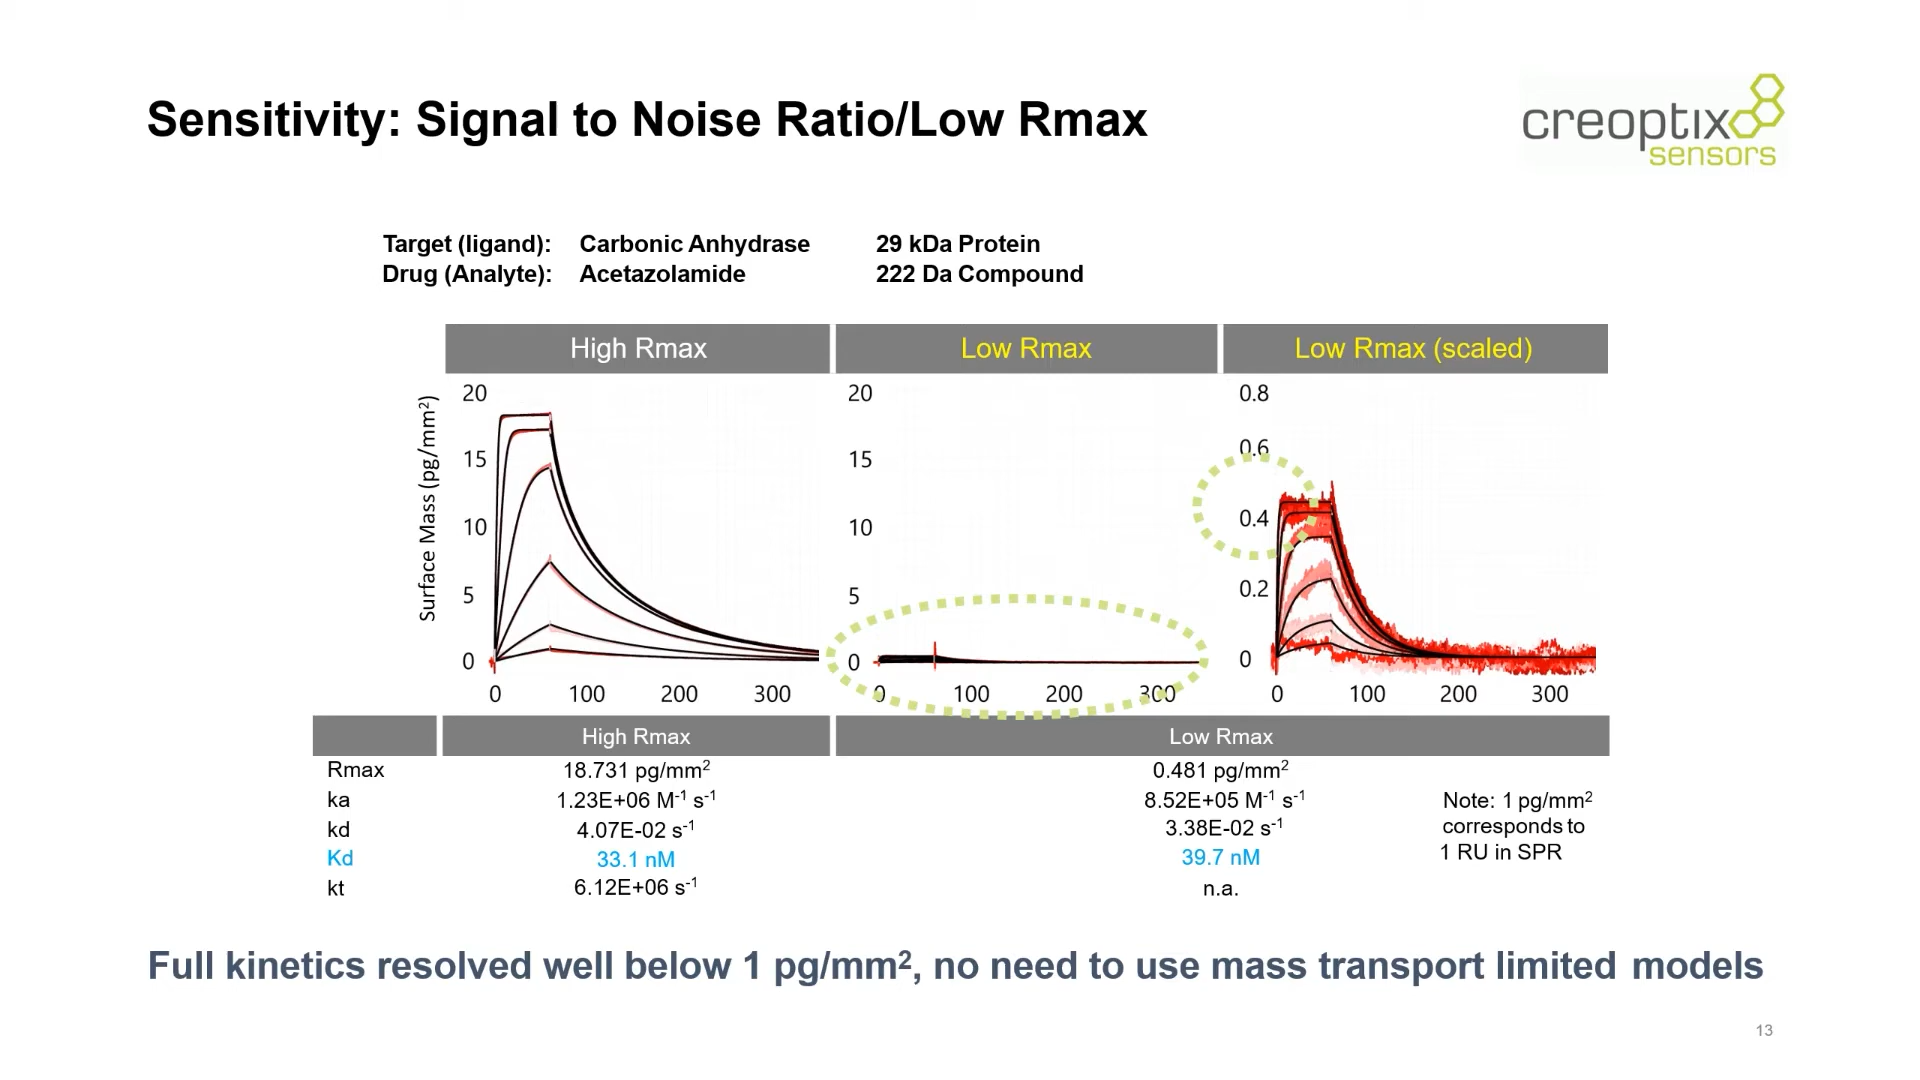 Sensitivity: Signal to Noise Ratio/Low Rmax
creoptix
sensors
Target (ligand): Carbonic Anhydrase 29 kDa Protein
Drug (Analyte): Acetazolamide 222 Da Compound
High Rmax Low Rmax Low Rmax (scaled)
Surface Mass (pg/mm²)
20
15
10
5
0
0 100 200 300
20
15
10
5
0
0 100 200 300
0.8
0.6
0.4
0.2
0
0 100 200 300
High Rmax Low Rmax
Rmax 18.731 pg/mm² 0.481 pg/mm²
ka 1.23E+06 M⁻¹ s⁻¹ 8.52E+05 M⁻¹ s⁻¹
kd 4.07E-02 s⁻¹ 3.38E-02 s⁻¹
Kd 33.1 nM 39.7 nM
kt 6.12E+06 s⁻¹ n.a.
Note: 1 pg/mm²
corresponds to
1 RU in SPR
Full kinetics resolved well below 1 pg/mm², no need to use mass transport limited models
13